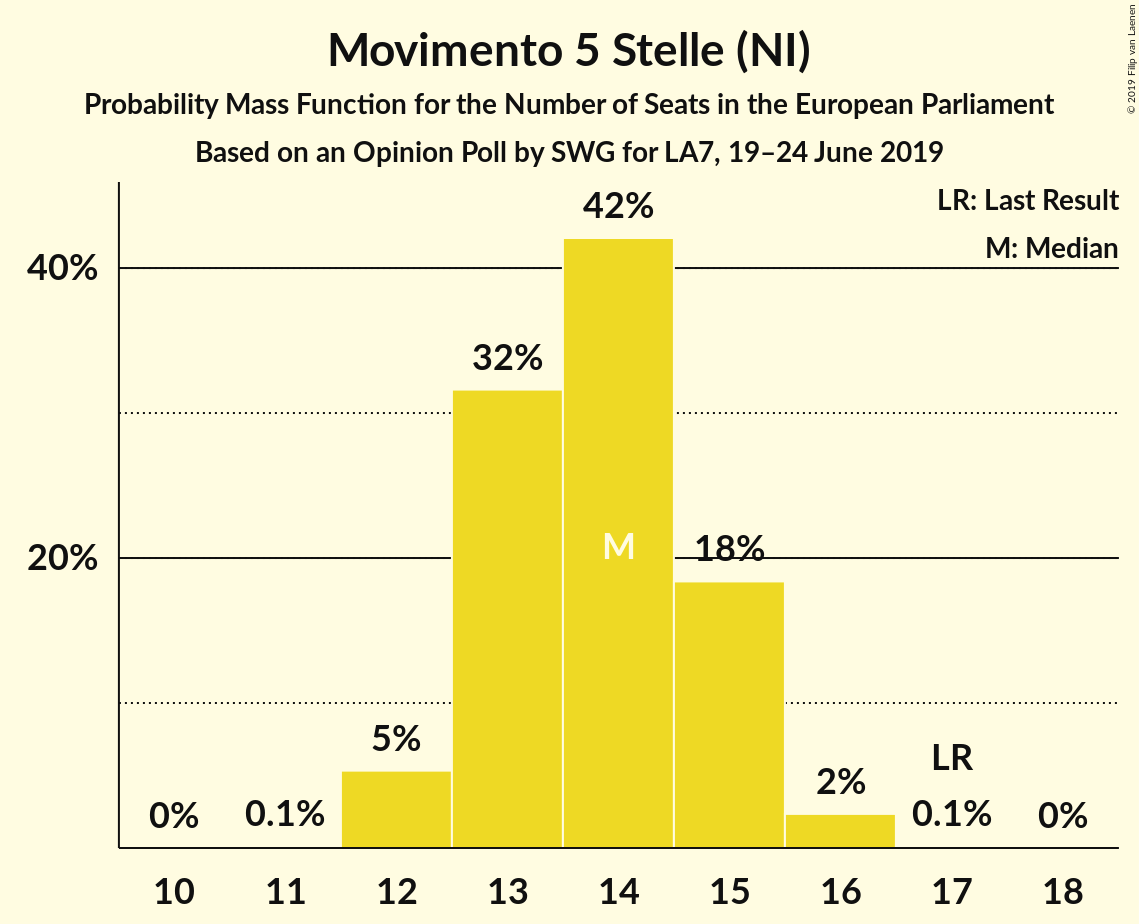 Movimento 5 Stelle (NI)
Probability Mass Function for the Number of Seats in the European Parliament
Based on an Opinion Poll by SWG for LA7, 19–24 June 2019
© 2019 Filip van Laenen
LR: Last Result
M: Median
42%
40%
32%
M
18%
20%
5%
LR
2%
0%
0.1%
0.1%
0%
10 11 12 13 14 15 16 17 18